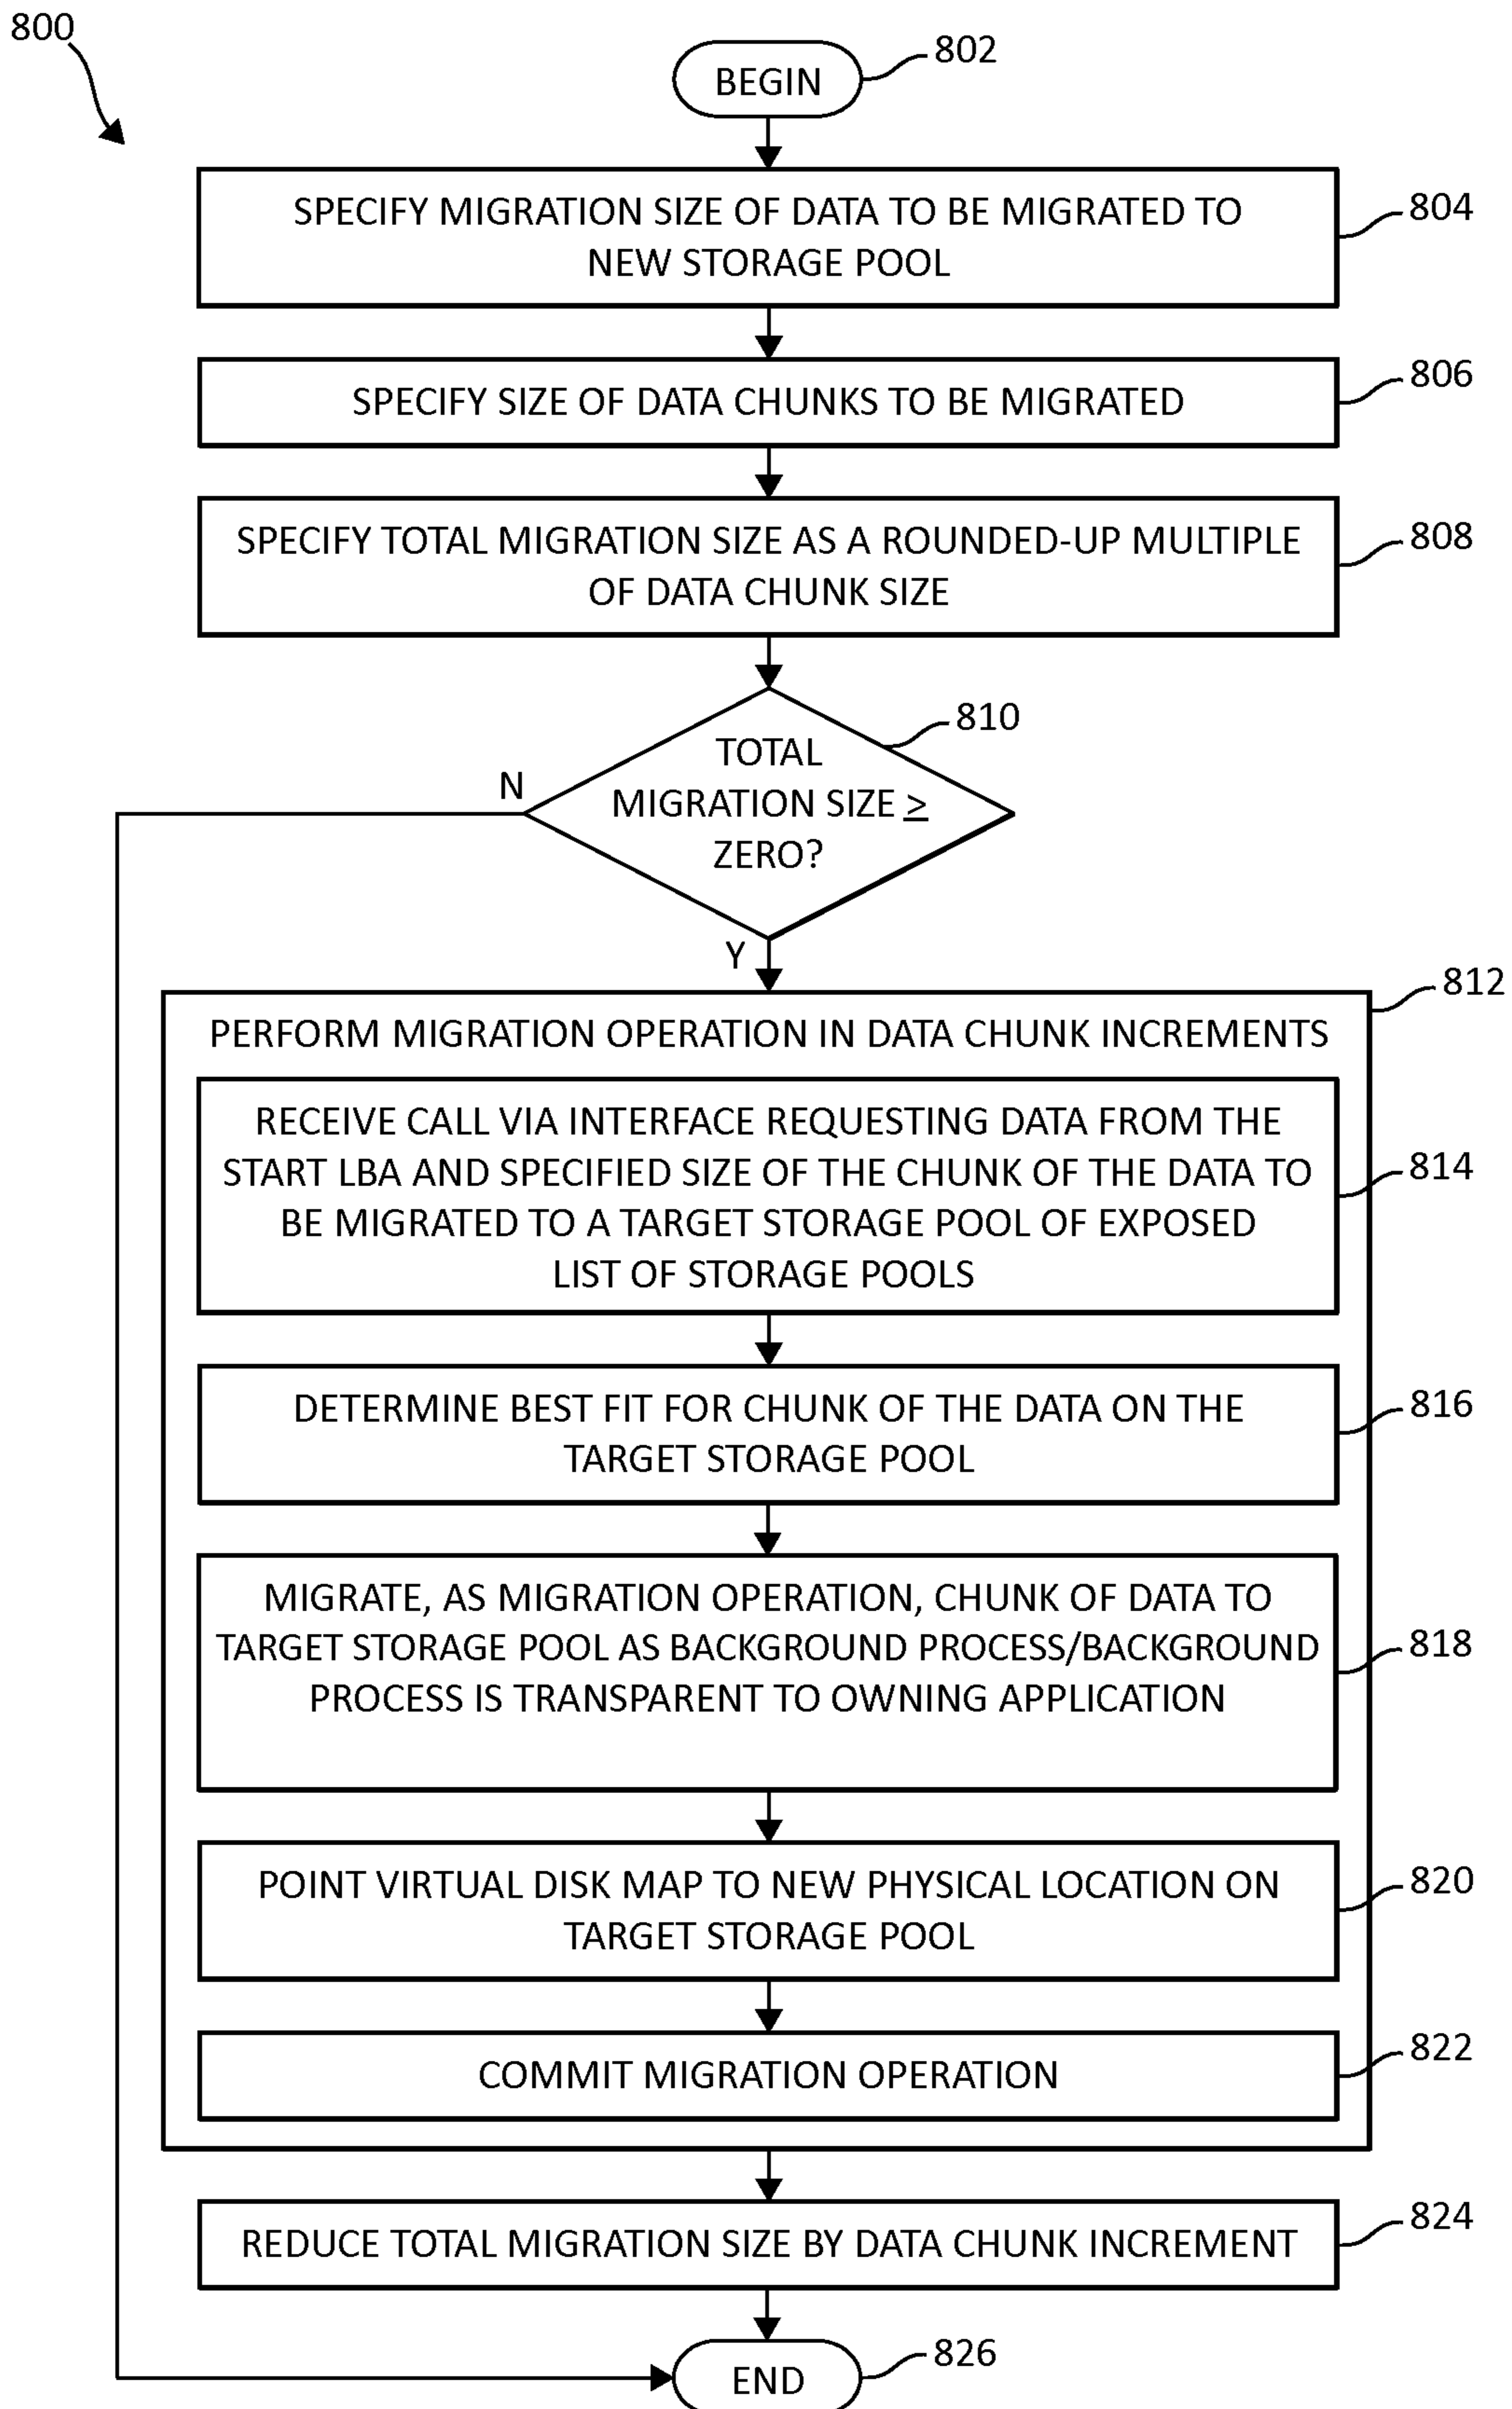 800
BEGIN
802
SPECIFY MIGRATION SIZE OF DATA TO BE MIGRATED TO
NEW STORAGE POOL
804
SPECIFY SIZE OF DATA CHUNKS TO BE MIGRATED
806
SPECIFY TOTAL MIGRATION SIZE AS A ROUNDED-UP MULTIPLE
OF DATA CHUNK SIZE
808
TOTAL
MIGRATION SIZE ≥
ZERO?
810
N
Y
812
PERFORM MIGRATION OPERATION IN DATA CHUNK INCREMENTS
RECEIVE CALL VIA INTERFACE REQUESTING DATA FROM THE
START LBA AND SPECIFIED SIZE OF THE CHUNK OF THE DATA TO
BE MIGRATED TO A TARGET STORAGE POOL OF EXPOSED
LIST OF STORAGE POOLS
814
DETERMINE BEST FIT FOR CHUNK OF THE DATA ON THE
TARGET STORAGE POOL
816
MIGRATE, AS MIGRATION OPERATION, CHUNK OF DATA TO
TARGET STORAGE POOL AS BACKGROUND PROCESS/BACKGROUND
PROCESS IS TRANSPARENT TO OWNING APPLICATION
818
POINT VIRTUAL DISK MAP TO NEW PHYSICAL LOCATION ON
TARGET STORAGE POOL
820
COMMIT MIGRATION OPERATION
822
REDUCE TOTAL MIGRATION SIZE BY DATA CHUNK INCREMENT
824
END
826